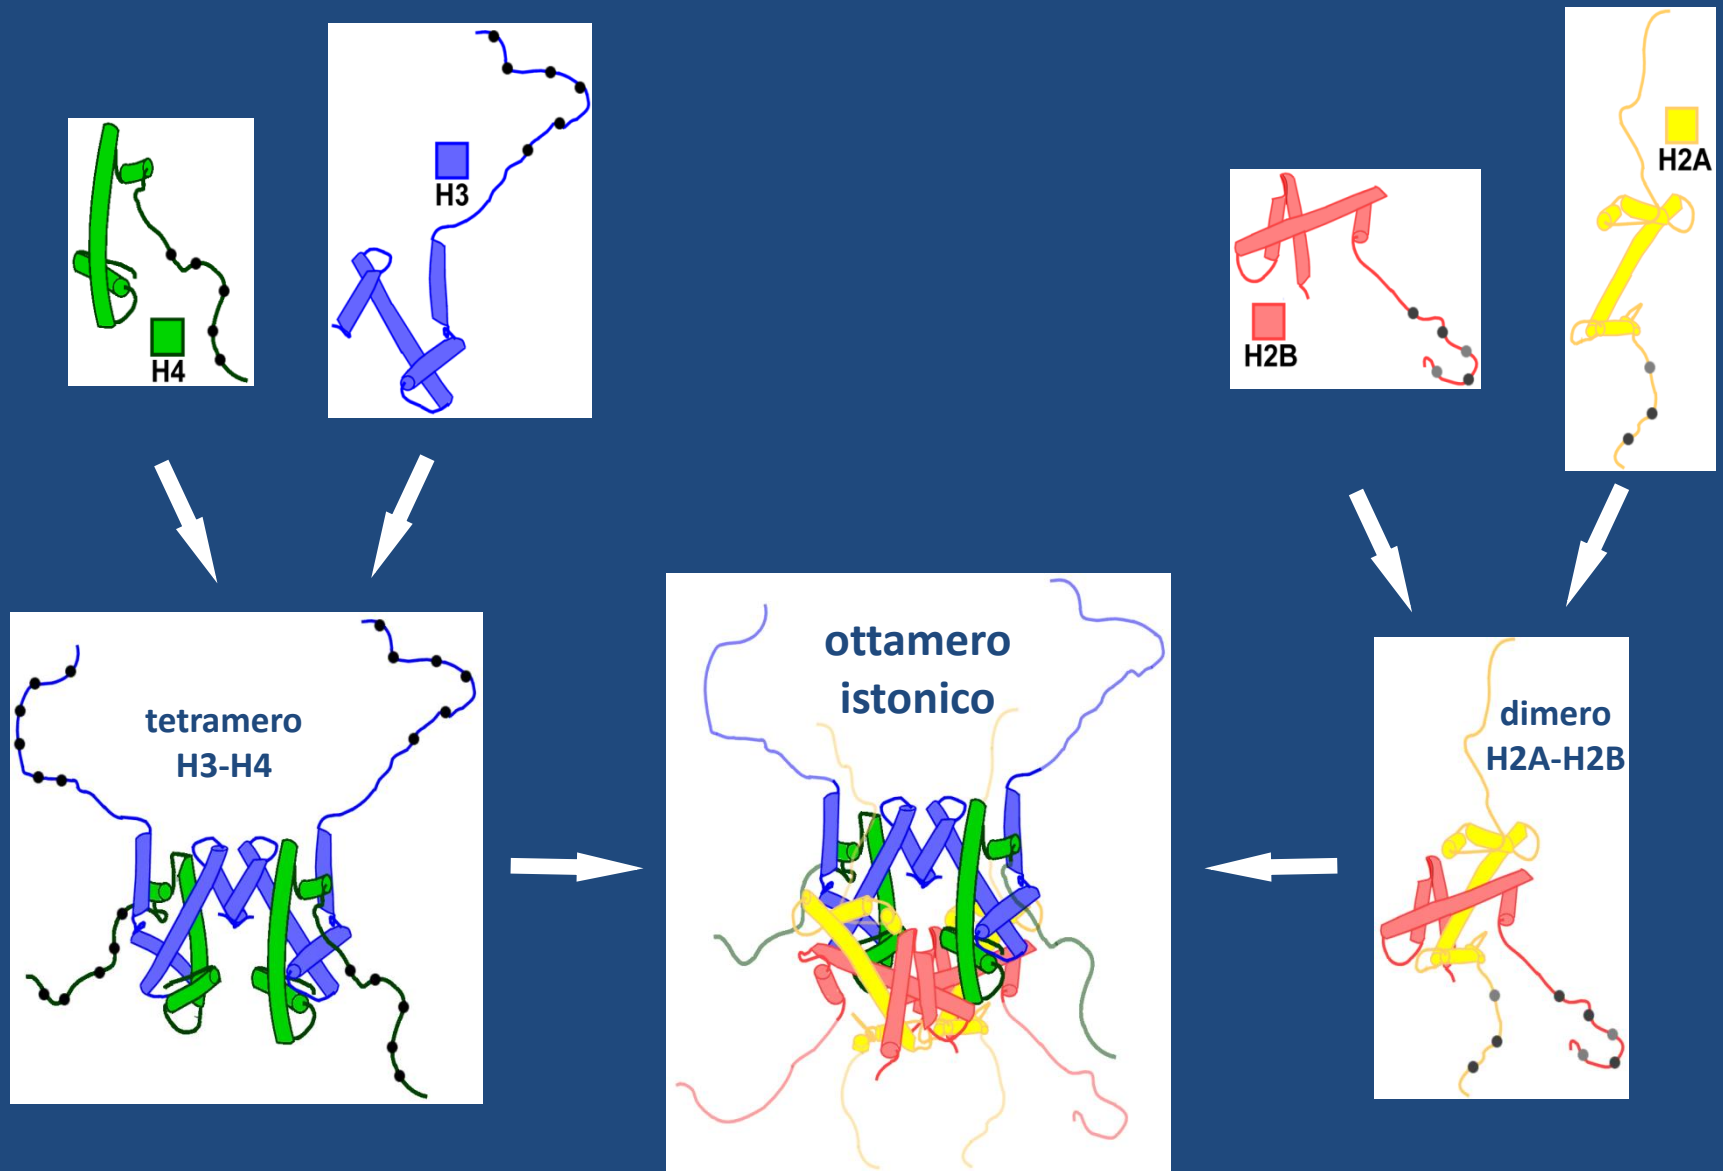 H4
H3
H2B
H2A
tetramero
H3-H4
ottamero
istonico
dimero
H2A-H2B